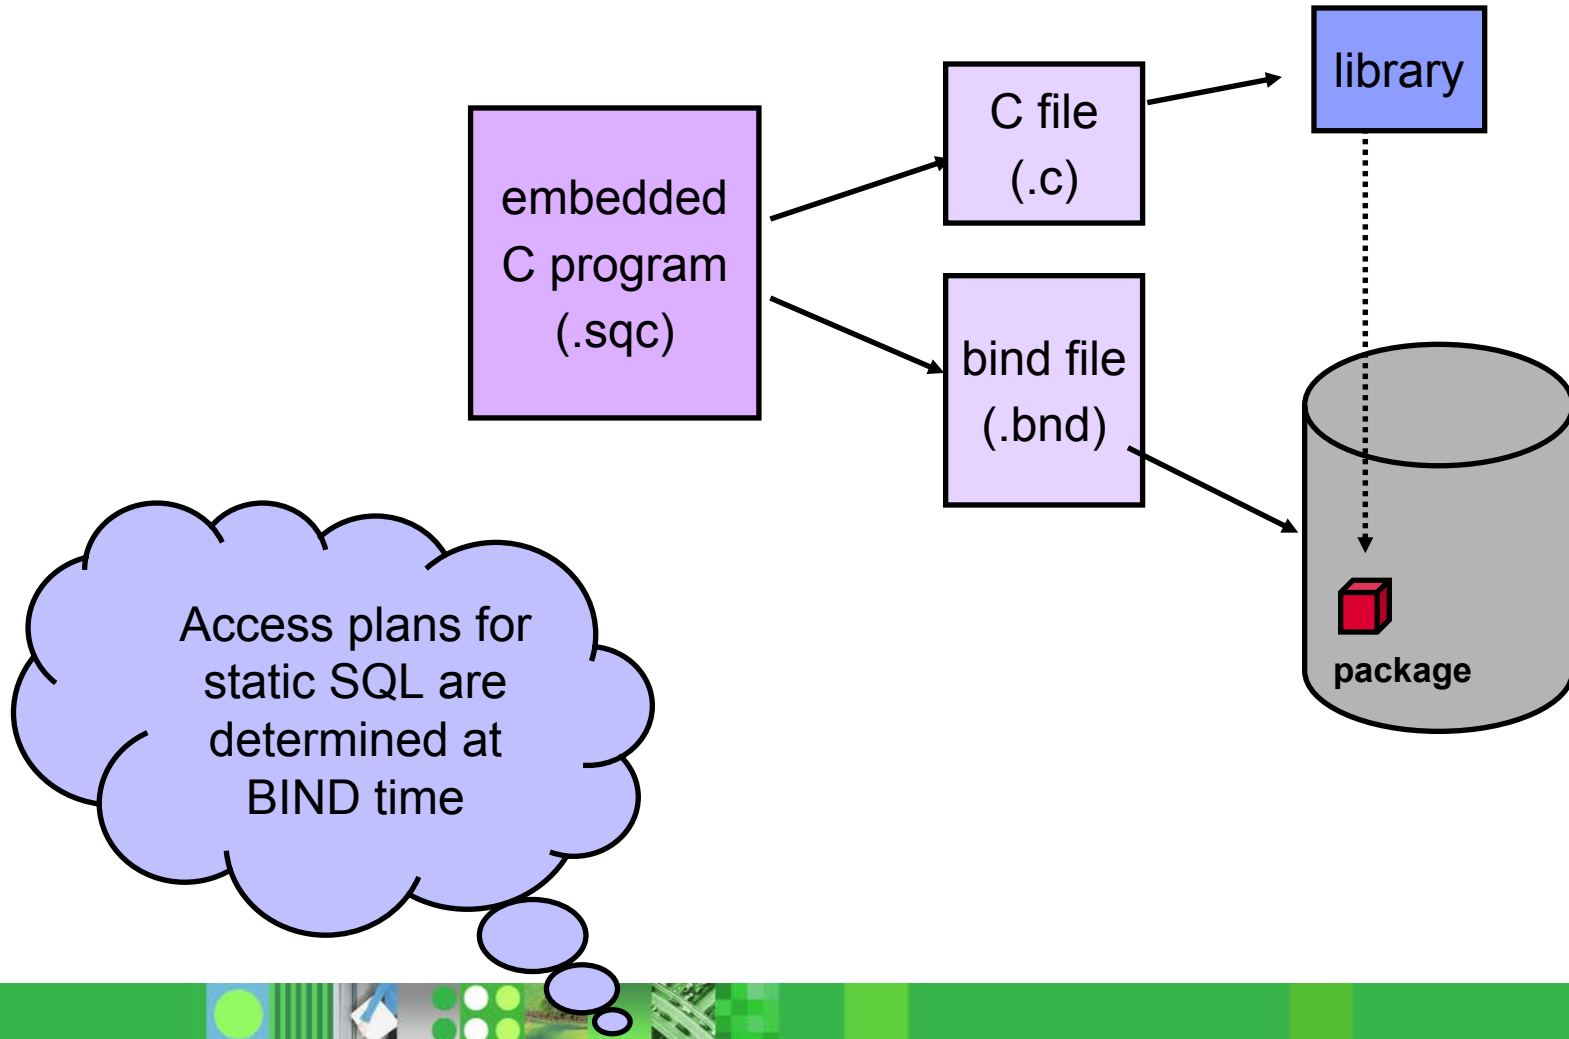 library
C file
(.c)
embedded
C program
(.sqc)
bind file
(.bnd)
package
Access plans for
static SQL are
determined at
BIND time